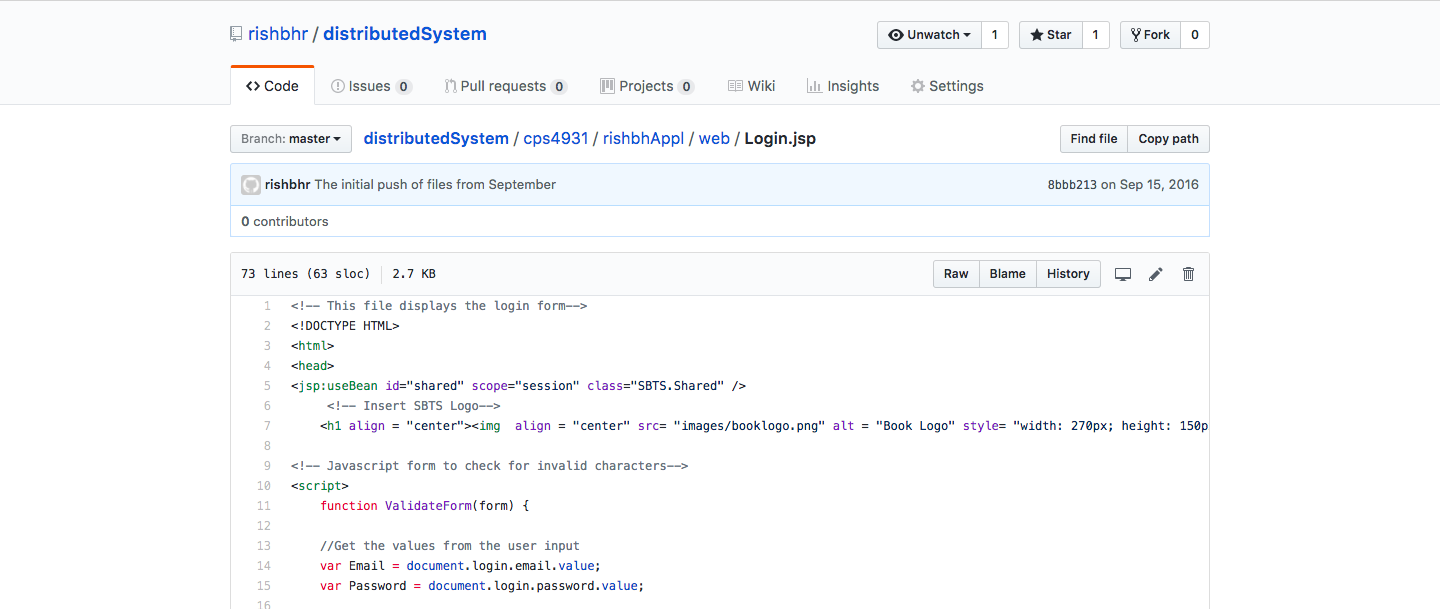 rishbhr / distributedSystem Unwatch 1 Star 1 Fork 0
Code Issues 0 Pull requests 0 Projects 0 Wiki Insights Settings
Branch: master distributedSystem / cps4931 / rishbhAppl / web / Login.jsp Find file Copy path
rishbhr The initial push of files from September 8bbb213 on Sep 15, 2016
0 contributors
73 lines (63 sloc) 2.7 KB Raw Blame History
1 <!-- This file displays the login form-->
2 <!DOCTYPE HTML>
3 <html>
4 <head>
5 <jsp:useBean id="shared" scope="session" class="SBTS.Shared" />
6 <!-- Insert SBTS Logo-->
7 <h1 align = "center"><img  align = "center" src= "images/booklogo.png" alt = "Book Logo" style= "width: 270px; height: 150p
8
9 <!-- Javascript form to check for invalid characters-->
10 <script>
11 function ValidateForm(form) {
12
13 //Get the values from the user input
14 var Email = document.login.email.value;
15 var Password = document.login.password.value;
16